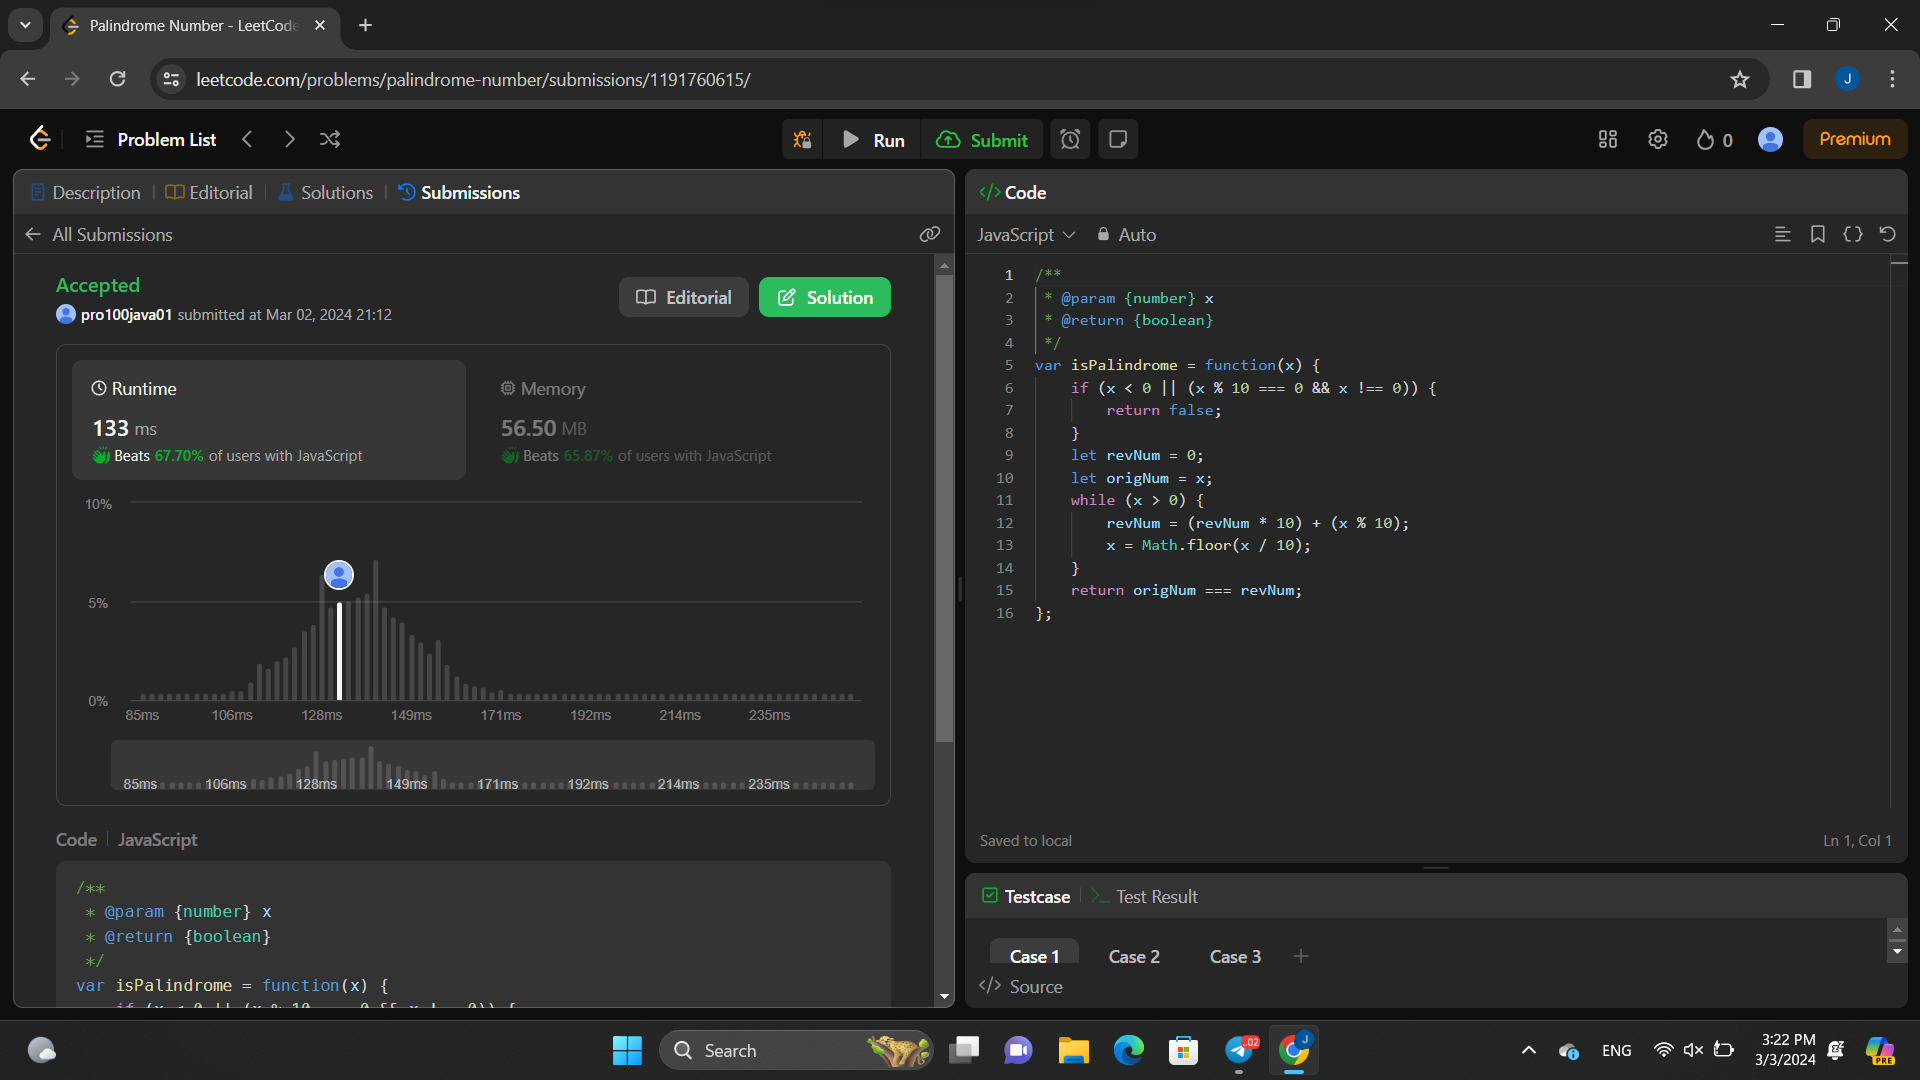 Palindrome Number - LeetCode
leetcode.com/problems/palindrome-number/submissions/1191760615/
J
Problem List
Run
Submit
0
Premium
Description
Editorial
Solutions
Submissions
All Submissions
Accepted
pro100java01 submitted at Mar 02, 2024 21:12
Editorial
Solution
Runtime
133 ms
Beats 67.70% of users with JavaScript
Memory
56.50 MB
Beats 65.87% of users with JavaScript
10%
5%
0%
85ms 106ms 128ms 149ms 171ms 192ms 214ms 235ms
85ms 106ms 128ms 149ms 171ms 192ms 214ms 235ms
Code JavaScript
/**
* @param {number} x
* @return {boolean}
*/
var isPalindrome = function(x) {
if (x < 0 || (x % 10 === 0 && x !== 0)) {
</> Code
JavaScript Auto
1 /**
2 * @param {number} x
3 * @return {boolean}
4 */
5 var isPalindrome = function(x) {
6 if (x < 0 || (x % 10 === 0 && x !== 0)) {
7 return false;
8 }
9 let revNum = 0;
10 let origNum = x;
11 while (x > 0) {
12 revNum = (revNum * 10) + (x % 10);
13 x = Math.floor(x / 10);
14 }
15 return origNum === revNum;
16 };
Saved to local
Ln 1, Col 1
Testcase
>_ Test Result
Case 1 Case 2 Case 3 +
</> Source
Search
.02
J
ENG
3:22 PM
3/3/2024
PRE